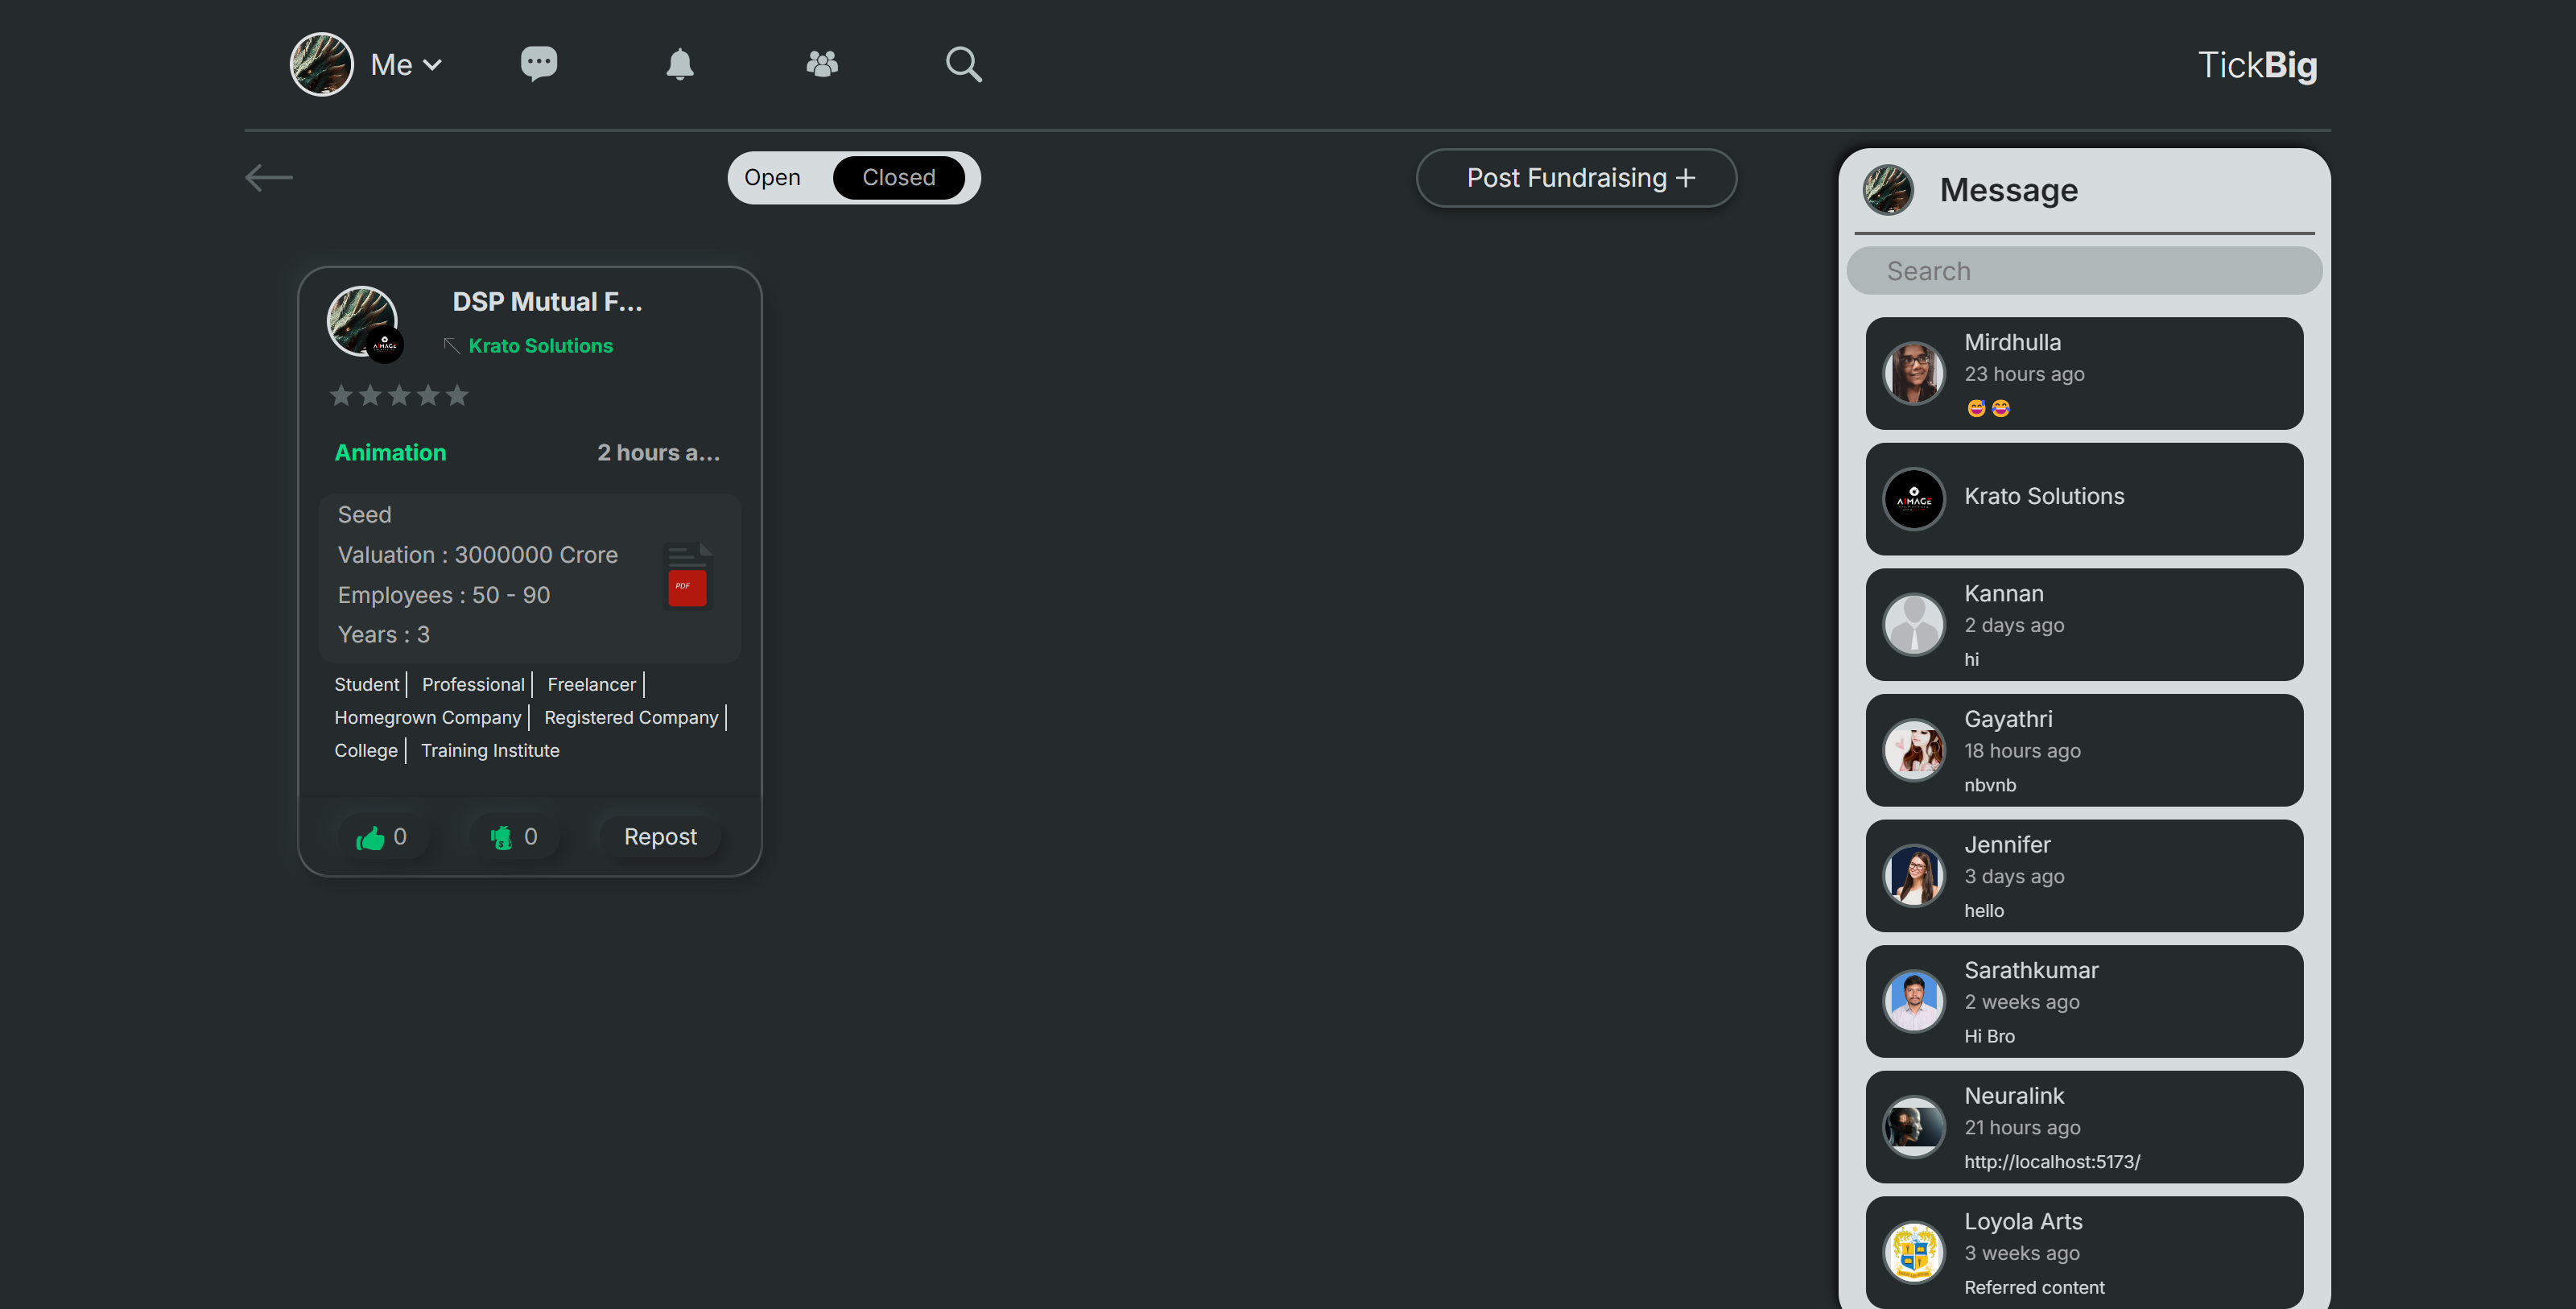 Me
TickBig
Open
Closed
Post Fundraising +
DSP Mutual F...
Krato Solutions
Animation
2 hours a...
Seed
Valuation : 3000000 Crore
Employees : 50 - 90
Years : 3
PDF
Student | Professional | Freelancer |
Homegrown Company | Registered Company |
College | Training Institute
0
0
Repost
Message
Search
Mirdhulla
23 hours ago
😅😂
AIMAGE
Krato Solutions
Kannan
2 days ago
hi
Gayathri
18 hours ago
nbvnb
Jennifer
3 days ago
hello
Sarathkumar
2 weeks ago
Hi Bro
Neuralink
21 hours ago
http://localhost:5173/
Loyola Arts
3 weeks ago
Referred content